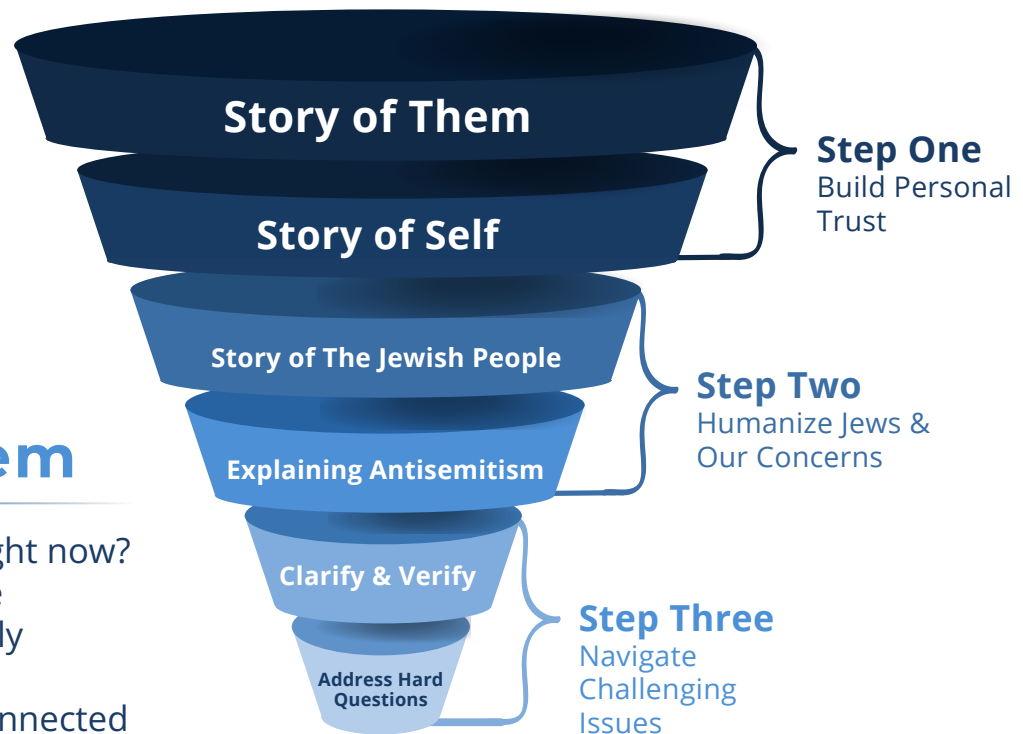 Story of Them
Story of Self
Step One
Build Personal
Trust
Story of The Jewish People
Explaining Antisemitism
Step Two
Humanize Jews &
Our Concerns
Clarify & Verify
Address Hard
Questions
Step Three
Navigate
Challenging
Issues
em
ght now?
e
ly
nnected